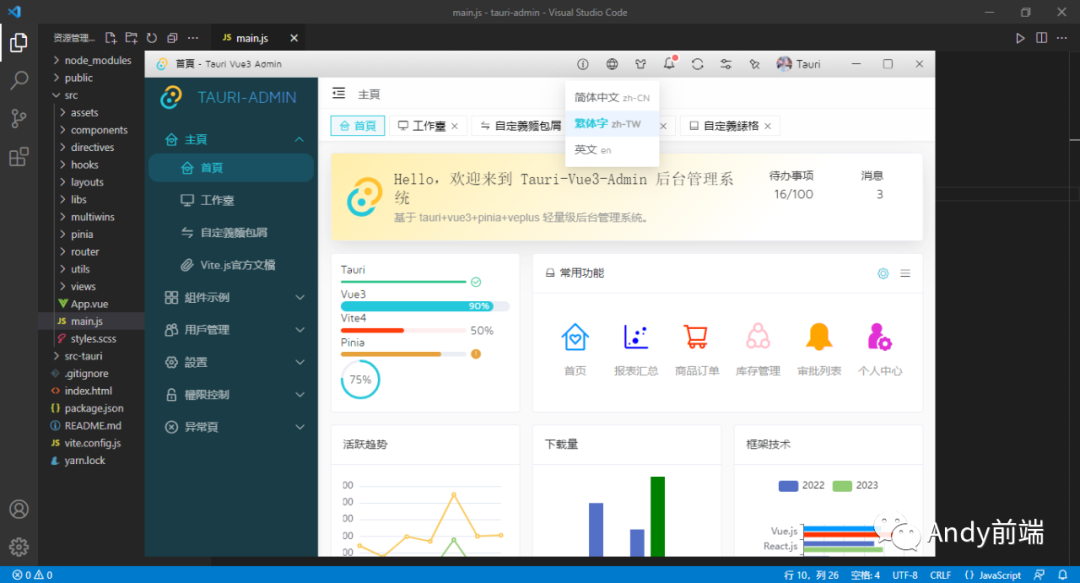 main.js - tauri-admin - Visual Studio Code
资源管理...
JS main.js
node_modules
public
src
assets
components
directives
hooks
layouts
libs
multiwins
pinia
router
utils
views
App.vue
JS main.js
styles.scss
src-tauri
.gitignore
index.html
package.json
README.md
JS vite.config.js
yarn.lock
首頁 - Tauri Vue3 Admin
Tauri
TAURI-ADMIN
主頁
首頁
工作臺
自定義麵包屑
Vite.js官方文檔
組件示例
用戶管理
設置
權限控制
异常頁
主頁
简体中文 zh-CN
繁体字 zh-TW
英文 en
首頁
工作臺
自定義麵包屑
自定義錶格
Hello, 欢迎来到 Tauri-Vue3-Admin 后台管理系
统
基于 tauri+vue3+pinia+veplus 轻量级后台管理系统。
待办事项
16/100
消息
3
Tauri
Vue3
90%
Vite4
50%
Pinia
75%
常用功能
首页
报表汇总
商品订单
库存管理
审批列表
个人中心
活跃趋势
00
00
00
00
00
下载量
框架技术
2022
2023
Vue.js
React.js
Andy前端
0
0
行 10，列 26
空格: 4
UTF-8
CRLF
JavaScript